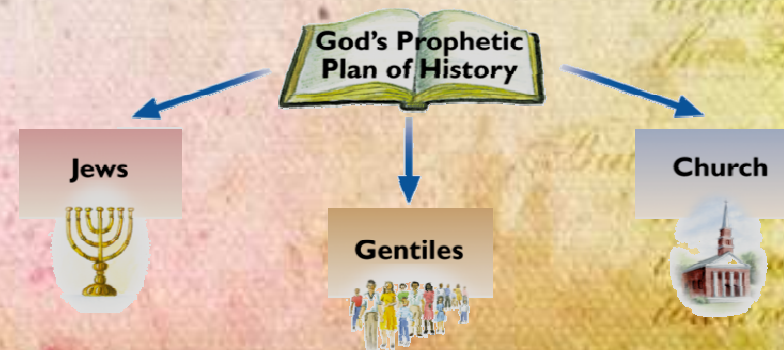 God's Prophetic
Plan of History
Jews
Gentiles
Church